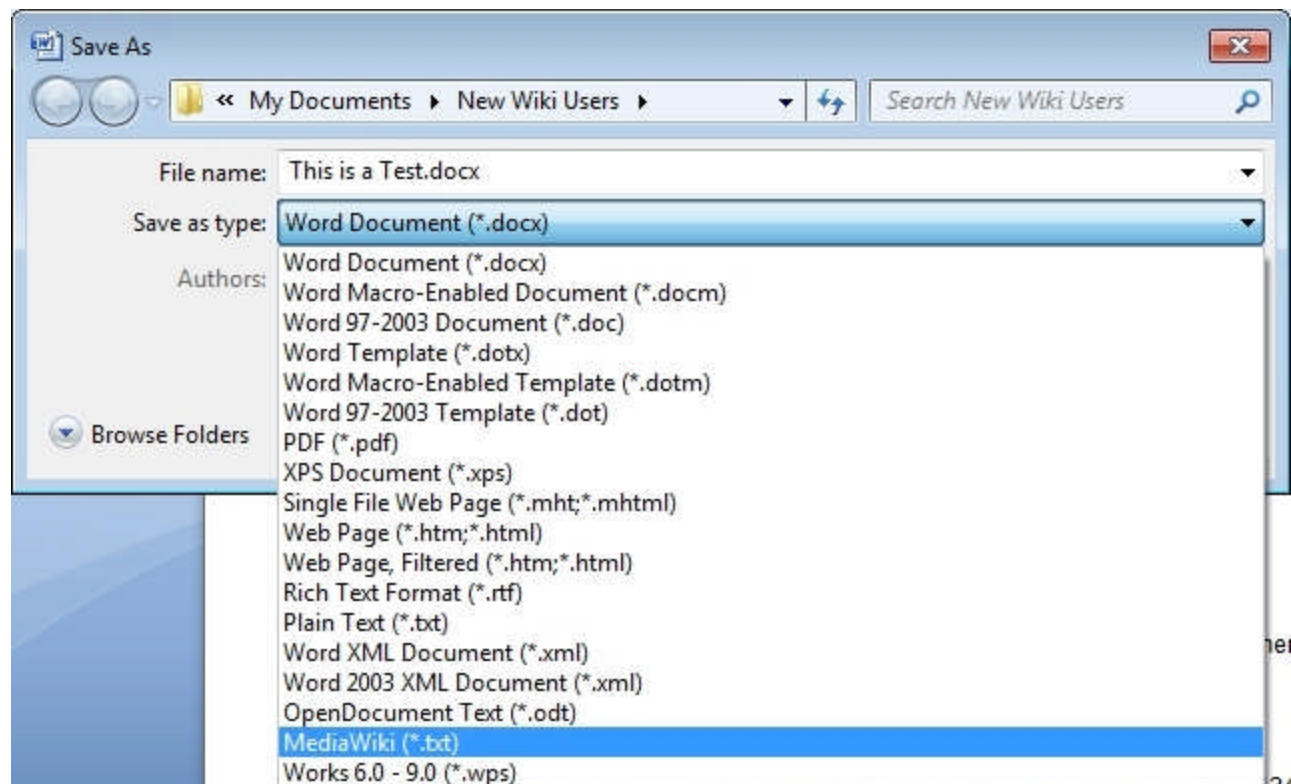 Save As
« My Documents New Wiki Users
Search New Wiki Users
File name: This is a Test.docx
Save as type: Word Document (*.docx)
Authors:
Word Document (*.docx)
Word Macro-Enabled Document (*.docm)
Word 97-2003 Document (*.doc)
Word Template (*.dotx)
Word Macro-Enabled Template (*.dotm)
Word 97-2003 Template (*.dot)
Browse Folders
PDF (*.pdf)
XPS Document (*.xps)
Single File Web Page (*.mht;*.mhtml)
Web Page (*.htm;*.html)
Web Page, Filtered (*.htm;*.html)
Rich Text Format (*.rtf)
Plain Text (*.txt)
Word XML Document (*.xml)
Word 2003 XML Document (*.xml)
OpenDocument Text (*.odt)
MediaWiki (*.txt)
Works 6.0 - 9.0 (*.wps)